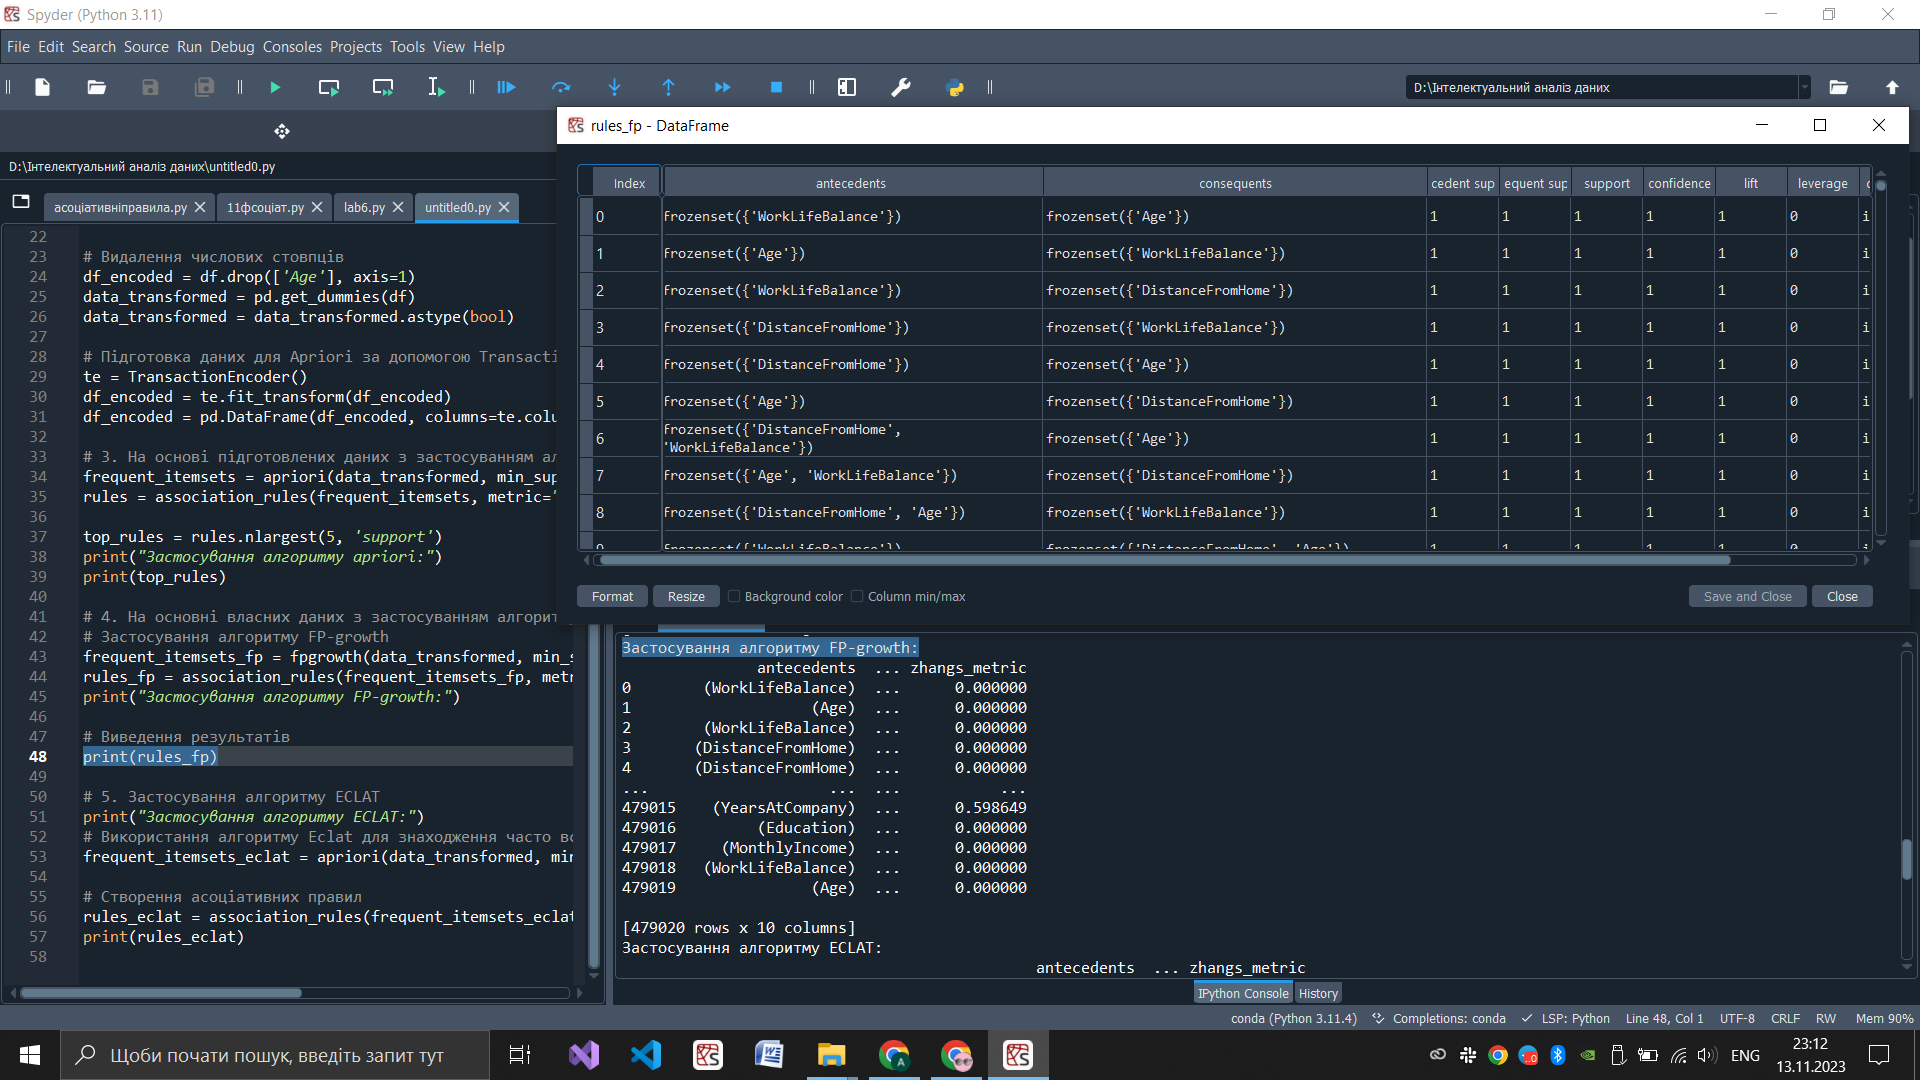 Spyder (Python 3.11)
File Edit Search Source Run Debug Consoles Projects Tools View Help
D:\Інтелектуальний аналіз даних
D:\Інтелектуальний аналіз даних\untitled0.py
асоціативніправила.py 11фсоціат.py lab6.py untitled0.py
22
23 # Видалення числових стовпців
24 df_encoded = df.drop(['Age'], axis=1)
25 data_transformed = pd.get_dummies(df)
26 data_transformed = data_transformed.astype(bool)
27
28 # Підготовка даних для Apriori за допомогою Transacti
29 te = TransactionEncoder()
30 df_encoded = te.fit_transform(df_encoded)
31 df_encoded = pd.DataFrame(df_encoded, columns=te.colu
32
33 # 3. На основі підготовлених даних з застосуванням ал
34 frequent_itemsets = apriori(data_transformed, min_sup
35 rules = association_rules(frequent_itemsets, metric='
36
37 top_rules = rules.nlargest(5, 'support')
38 print("Застосування алгоритму apriori:")
39 print(top_rules)
40
41 # 4. На основні власних даних з застосуванням алгорит
42 # Застосування алгоритму FP-growth
43 frequent_itemsets_fp = fpgrowth(data_transformed, min_s
44 rules_fp = association_rules(frequent_itemsets_fp, metr
45 print("Застосування алгоритму FP-growth:")
46
47 # Виведення результатів
48 print(rules_fp)
49
50 # 5. Застосування алгоритму ECLAT
51 print("Застосування алгоритму ECLAT:")
52 # Використання алгоритму Eclat для знаходження часто вс
53 frequent_itemsets_eclat = apriori(data_transformed, min
54
55 # Створення асоціативних правил
56 rules_eclat = association_rules(frequent_itemsets_eclat
57 print(rules_eclat)
58
rules_fp - DataFrame
Index antecedents consequents cedent sup equent sup support confidence lift leverage c
0 frozenset({'WorkLifeBalance'}) frozenset({'Age'}) 1 1 1 1 1 0 i
1 frozenset({'Age'}) frozenset({'WorkLifeBalance'}) 1 1 1 1 1 0 i
2 frozenset({'WorkLifeBalance'}) frozenset({'DistanceFromHome'}) 1 1 1 1 1 0 i
3 frozenset({'DistanceFromHome'}) frozenset({'WorkLifeBalance'}) 1 1 1 1 1 0 i
4 frozenset({'DistanceFromHome'}) frozenset({'Age'}) 1 1 1 1 1 0 i
5 frozenset({'Age'}) frozenset({'DistanceFromHome'}) 1 1 1 1 1 0 i
6 frozenset({'DistanceFromHome', 'WorkLifeBalance'}) frozenset({'Age'}) 1 1 1 1 1 0 i
7 frozenset({'Age', 'WorkLifeBalance'}) frozenset({'DistanceFromHome'}) 1 1 1 1 1 0 i
8 frozenset({'DistanceFromHome', 'Age'}) frozenset({'WorkLifeBalance'}) 1 1 1 1 1 0 i
9 frozenset({'WorkLifeBalance'}) frozenset({'DistanceFromHome', 'Age'}) 1 1 1 1 1 0 i
Format Resize Background color Column min/max Save and Close Close
Застосування алгоритму FP-growth:
antecedents ... zhangs_metric
0 (WorkLifeBalance) ... 0.000000
1 (Age) ... 0.000000
2 (WorkLifeBalance) ... 0.000000
3 (DistanceFromHome) ... 0.000000
4 (DistanceFromHome) ... 0.000000
... ... ... ...
479015 (YearsAtCompany) ... 0.598649
479016 (Education) ... 0.000000
479017 (MonthlyIncome) ... 0.000000
479018 (WorkLifeBalance) ... 0.000000
479019 (Age) ... 0.000000
[479020 rows x 10 columns]
Застосування алгоритму ECLAT:
antecedents ... zhangs_metric
IPython Console History
conda (Python 3.11.4) Completions: conda LSP: Python Line 48, Col 1 UTF-8 CRLF RW Mem 90%
Щоби почати пошук, введіть запит тут
ENG
23:12
13.11.2023